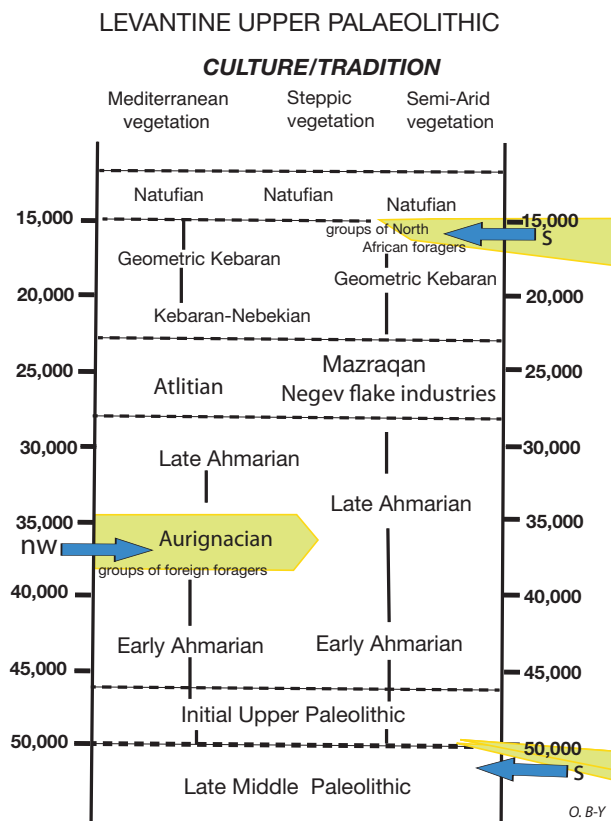 LEVANTINE UPPER PALAEOLITHIC
CULTURE/TRADITION
Mediterranean vegetation
Steppic vegetation
Semi-Arid vegetation
Natufian
Natufian
Natufian
15,000
groups of North
African foragers
15,000
S
Geometric Kebaran
Geometric Kebaran
20,000
Kebaran-Nebekian
20,000
25,000
Atlitian
Mazraqan
Negev flake industries
25,000
30,000
Late Ahmarian
30,000
35,000
Late Ahmarian
35,000
nw
Aurignacian
groups of foreign foragers
40,000
40,000
Early Ahmarian
Early Ahmarian
45,000
45,000
Initial Upper Paleolithic
50,000
50,000
S
Late Middle Paleolithic
O. B-Y